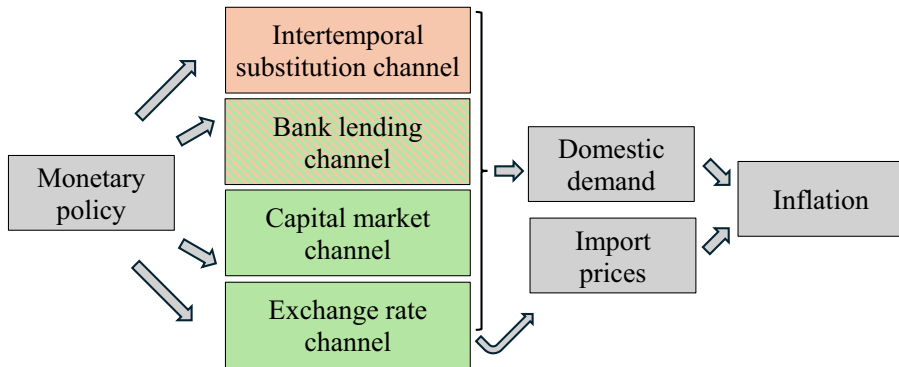 Intertemporal
substitution channel
Bank lending
channel
Monetary
policy
Capital market
channel
Exchange rate
channel
Domestic
demand
Import
prices
Inflation